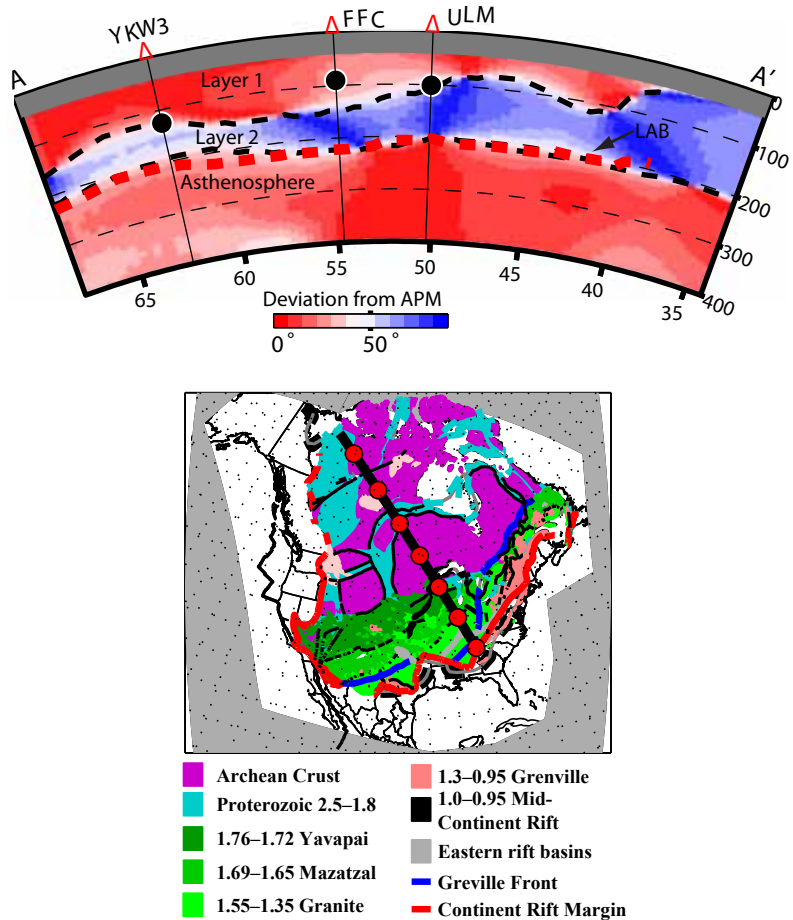 YKW3
FFC
ULM
A
A'
Layer 1
Layer 2
LAB
Asthenosphere
0
100
200
300
400
65
60
55
50
45
40
35
Deviation from APM
0 °
50 °
Archean Crust
Proterozoic 2.5–1.8
1.76–1.72 Yavapai
1.69–1.65 Mazatzal
1.55–1.35 Granite
1.3–0.95 Grenville
1.0–0.95 Mid-
Continent Rift
Eastern rift basins
Greville Front
Continent Rift Margin